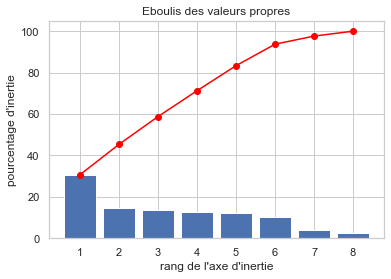 Eboulis des valeurs propres
pourcentage d'inertie
100
80
60
40
20
0
1 2 3 4 5 6 7 8
rang de l'axe d'inertie